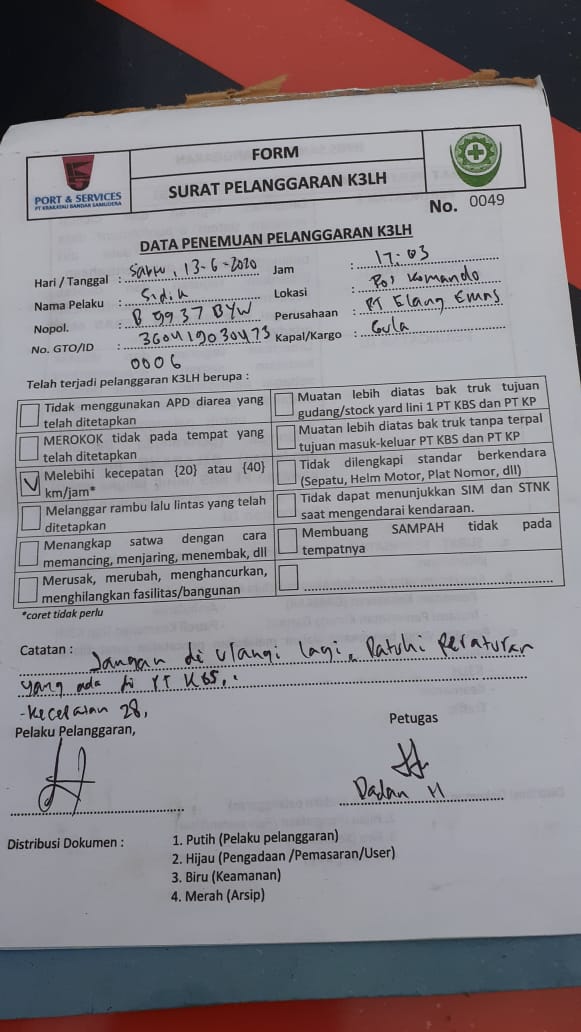 PORT & SERVICES
PT KRAKATAU BANDAR SAMUDERA
FORM
SURAT PELANGGARAN K3LH
No. 0049
DATA PENEMUAN PELANGGARAN K3LH
Hari / Tanggal : Sabtu, 13-6-2020 Jam : 17.03
Nama Pelaku : Sidik Lokasi : Pos Komando
Nopol. : B 9937 BYW Perusahaan : PT Elang Emas
No. GTO/ID : 3604190304730006 Kapal/Kargo : Gula
Telah terjadi pelanggaran K3LH berupa :
Tidak menggunakan APD diarea yang
telah ditetapkan
MEROKOK tidak pada tempat yang
telah ditetapkan
Melebihi kecepatan {20} atau {40}
km/jam*
Melanggar rambu lalu lintas yang telah
ditetapkan
Menangkap satwa dengan cara
memancing, menjaring, menembak, dll
Merusak, merubah, menghancurkan,
menghilangkan fasilitas/bangunan
Muatan lebih diatas bak truk tujuan
gudang/stock yard lini 1 PT KBS dan PT KP
Muatan lebih diatas bak truk tanpa terpal
tujuan masuk-keluar PT KBS dan PT KP
Tidak dilengkapi standar berkendara
(Sepatu, Helm Motor, Plat Nomor, dll)
Tidak dapat menunjukkan SIM dan STNK
saat mengendarai kendaraan.
Membuang SAMPAH tidak pada
tempatnya
*coret tidak perlu
Catatan : Jangan di ulangi lagi, Patuhi Peraturan
yang ada di PT KBS,
-Kecepatan 28,
Pelaku Pelanggaran,
Petugas
Dadan H
Distribusi Dokumen :
1. Putih (Pelaku pelanggaran)
2. Hijau (Pengadaan /Pemasaran/User)
3. Biru (Keamanan)
4. Merah (Arsip)